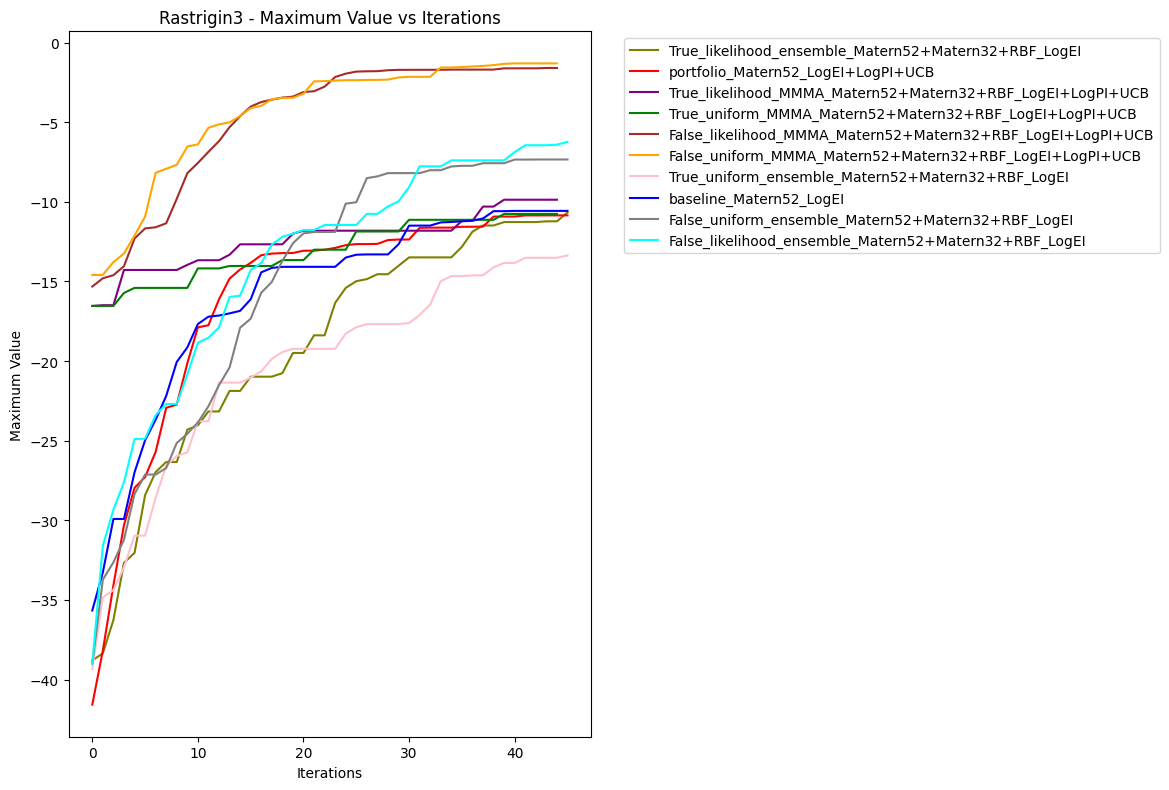 Rastrigin3 - Maximum Value vs Iterations
Maximum Value
0
−5
−10
−15
−20
−25
−30
−35
−40
0
10
20
30
40
Iterations
True_likelihood_ensemble_Matern52+Matern32+RBF_LogEI
portfolio_Matern52_LogEI+LogPI+UCB
True_likelihood_MMMA_Matern52+Matern32+RBF_LogEI+LogPI+UCB
True_uniform_MMMA_Matern52+Matern32+RBF_LogEI+LogPI+UCB
False_likelihood_MMMA_Matern52+Matern32+RBF_LogEI+LogPI+UCB
False_uniform_MMMA_Matern52+Matern32+RBF_LogEI+LogPI+UCB
True_uniform_ensemble_Matern52+Matern32+RBF_LogEI
baseline_Matern52_LogEI
False_uniform_ensemble_Matern52+Matern32+RBF_LogEI
False_likelihood_ensemble_Matern52+Matern32+RBF_LogEI